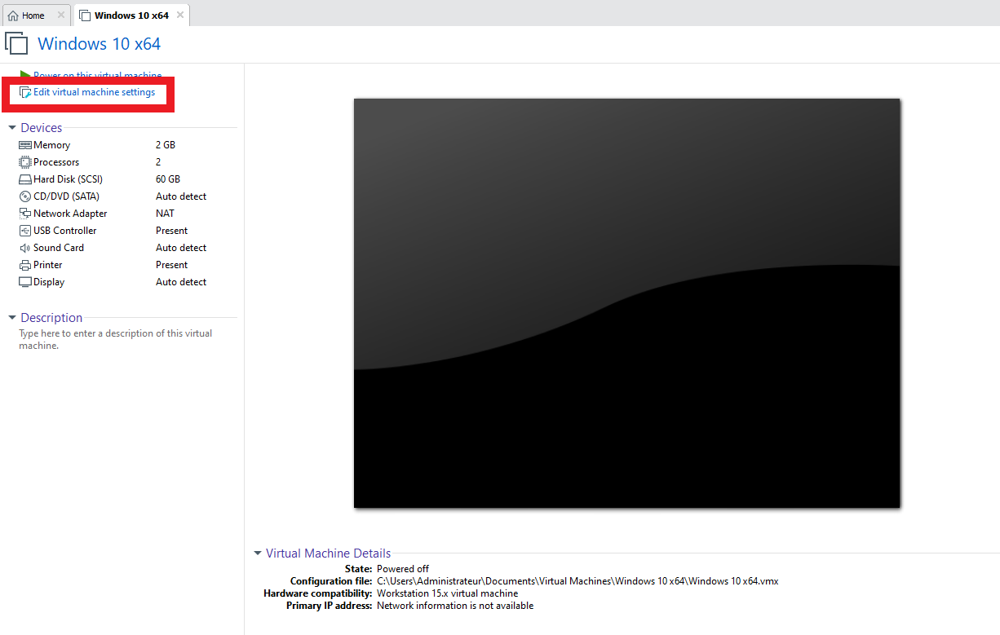 Home
Windows 10 x64
Windows 10 x64
Power on this virtual machine
Edit virtual machine settings
Devices
Memory 2 GB
Processors 2
Hard Disk (SCSI) 60 GB
CD/DVD (SATA) Auto detect
Network Adapter NAT
USB Controller Present
Sound Card Auto detect
Printer Present
Display Auto detect
Description
Type here to enter a description of this virtual
machine.
Virtual Machine Details
State: Powered off
Configuration file: C:\Users\Administrateur\Documents\Virtual Machines\Windows 10 x64\Windows 10 x64.vmx
Hardware compatibility: Workstation 15.x virtual machine
Primary IP address: Network information is not available